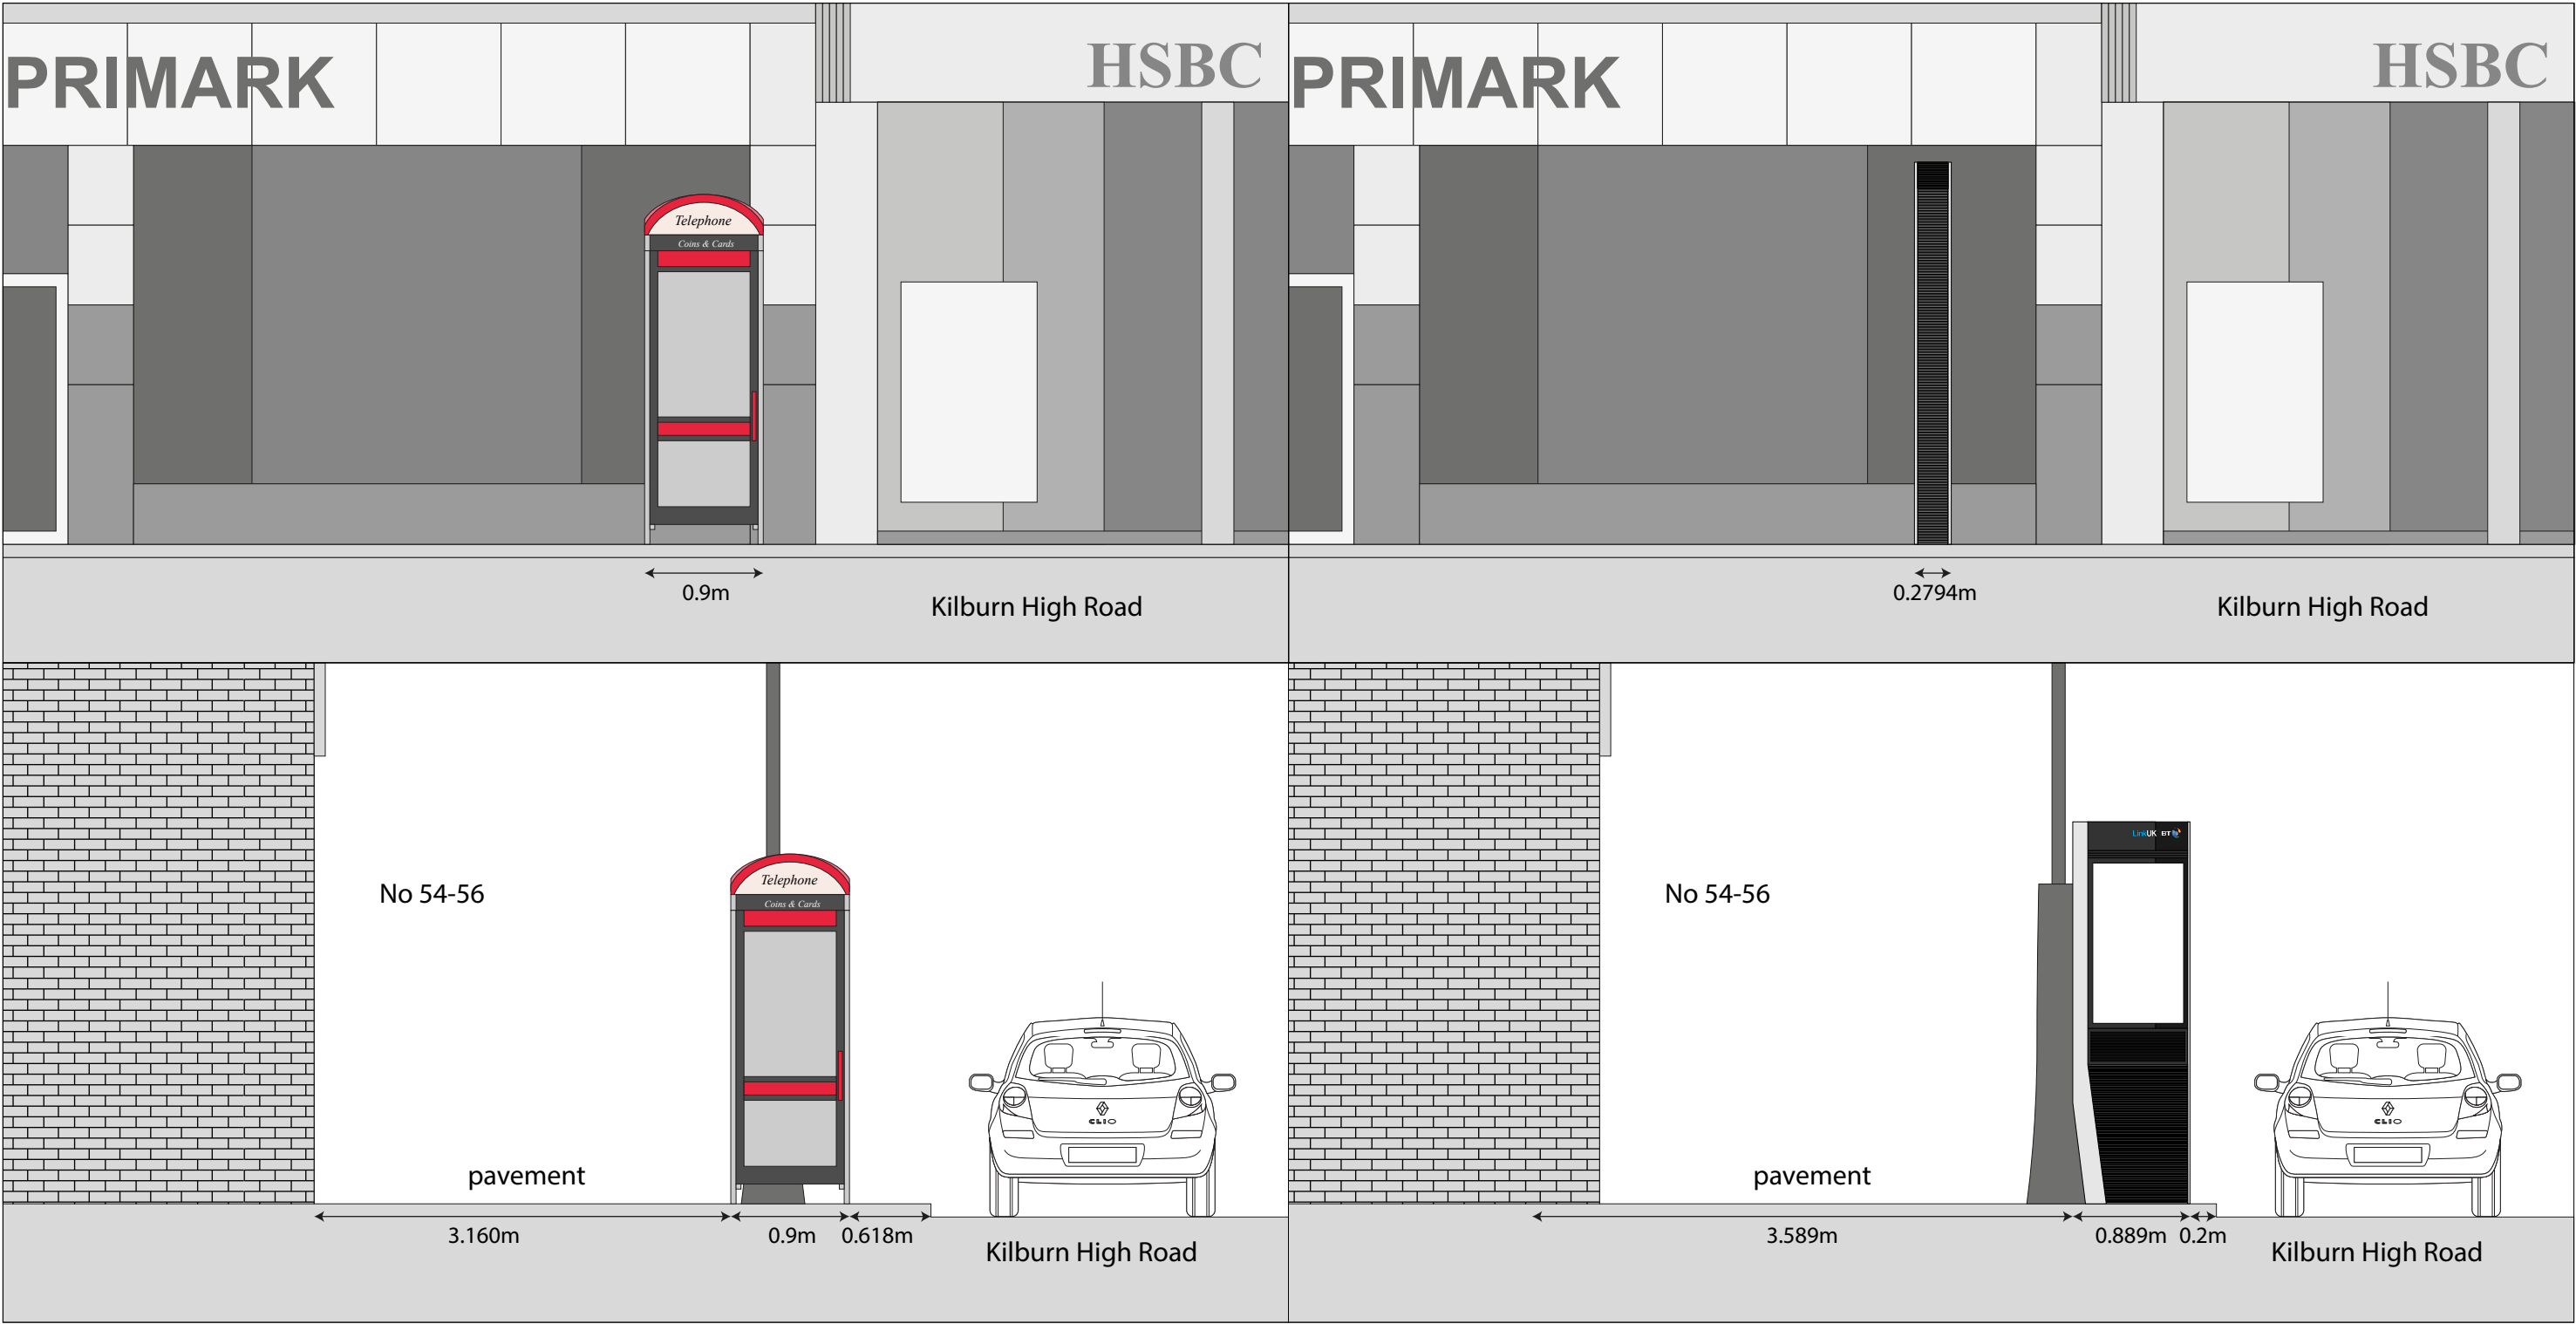 PRIMARK
HSBC
Telephone
Coins & Cards
0.9m
Kilburn High Road
PRIMARK
HSBC
0.2794m
Kilburn High Road
No 54-56
Telephone
Coins & Cards
CLIO
pavement
3.160m
0.9m
0.618m
Kilburn High Road
LinkUK BT
No 54-56
CLIO
pavement
3.589m
0.889m
0.2m
Kilburn High Road